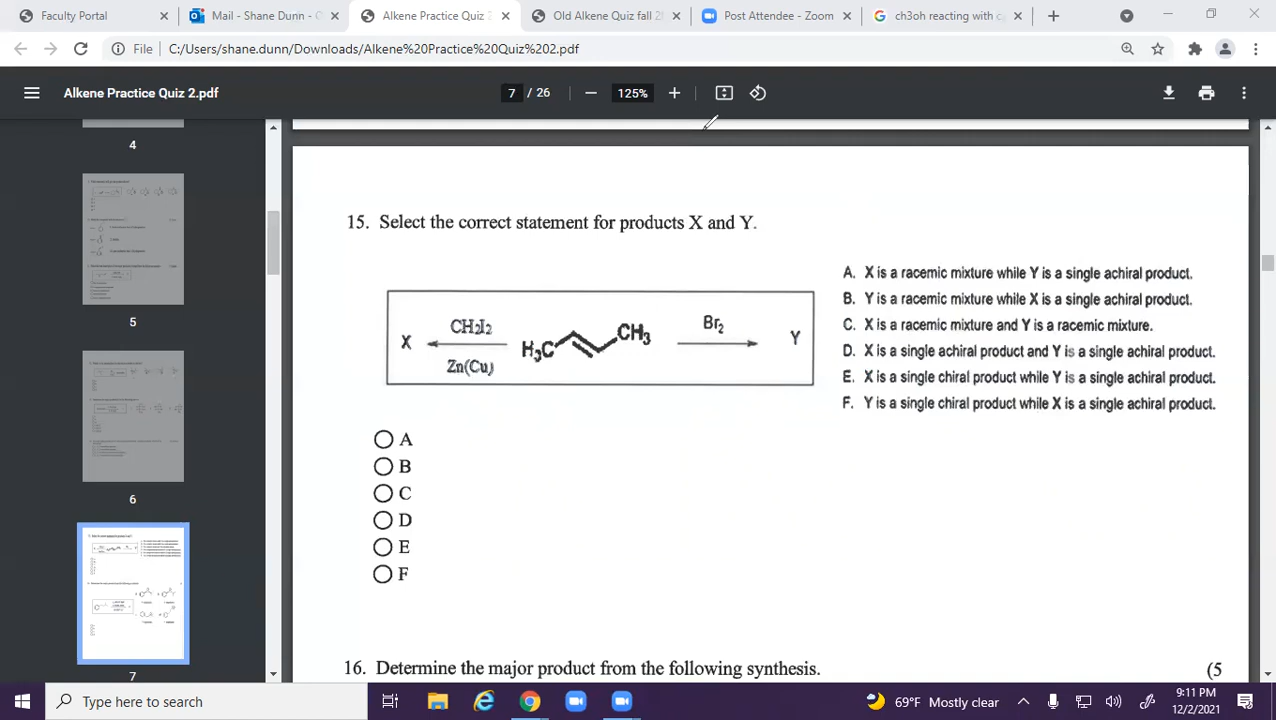 Faculty Portal
Mail - Shane Dunn - O
Alkene Practice Quiz 2
Old Alkene Quiz fall 2
Post Attendee - Zoom
ch3oh reacting with c
File C:/Users/shane.dunn/Downloads/Alkene%20Practice%20Quiz%202.pdf
Alkene Practice Quiz 2.pdf
7 / 26
125%
4
5
6
7
15. Select the correct statement for products X and Y.
X
CH2I2
Zn(Cu)
H3C
CH3
Br2
Y
A. X is a racemic mixture while Y is a single achiral product.
B. Y is a racemic mixture while X is a single achiral product.
C. X is a racemic mixture and Y is a racemic mixture.
D. X is a single achiral product and Y is a single achiral product.
E. X is a single chiral product while Y is a single achiral product.
F. Y is a single chiral product while X is a single achiral product.
A
B
C
D
E
F
16. Determine the major product from the following synthesis.
(5
Type here to search
69°F Mostly clear
9:11 PM
12/2/2021